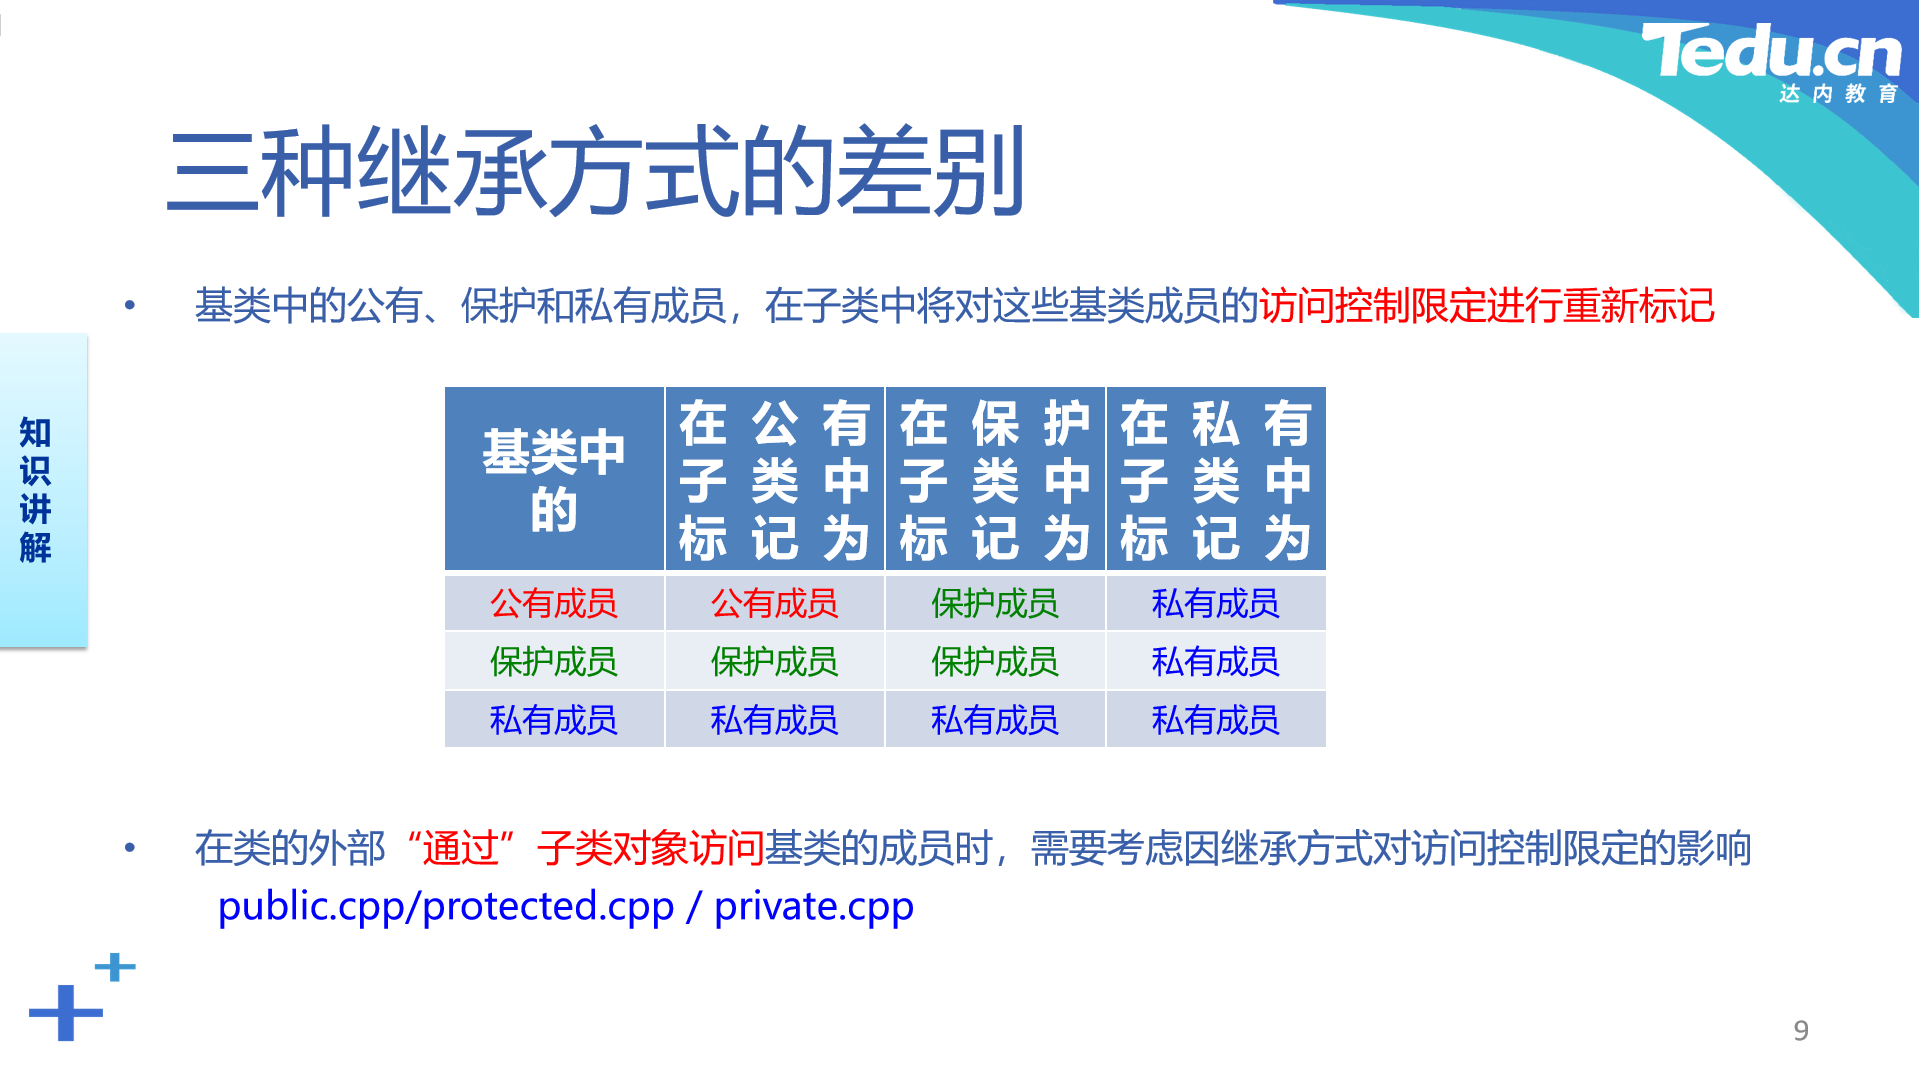 Tedu.cn
达内教育
三种继承方式的差别
• 基类中的公有、保护和私有成员，在子类中将对这些基类成员的访问控制限定进行重新标记
知识讲解
基类中的 在公有子类中标记为 在保护子类中标记为 在私有子类中标记为
公有成员 公有成员 保护成员 私有成员
保护成员 保护成员 保护成员 私有成员
私有成员 私有成员 私有成员 私有成员
• 在类的外部“通过”子类对象访问基类的成员时，需要考虑因继承方式对访问控制限定的影响
public.cpp/protected.cpp / private.cpp
9